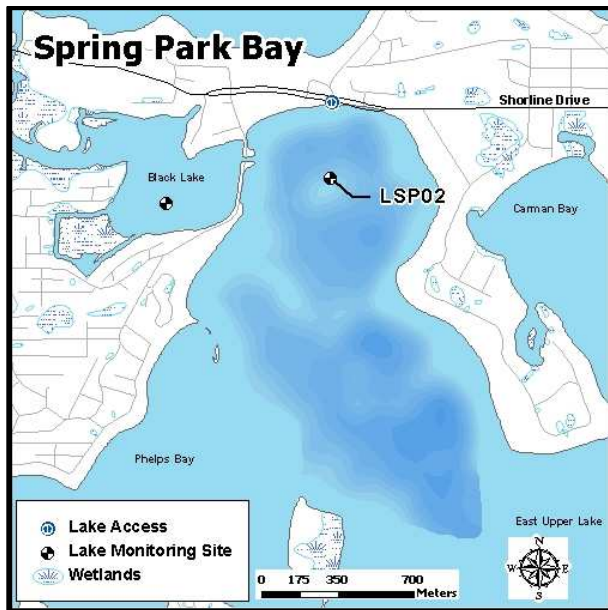 Spring Park Bay
Shorline Drive
Black Lake
LSP02
Carman Bay
Phelps Bay
East Upper Lake
Lake Access
Lake Monitoring Site
Wetlands
0 175 350 700
Meters
N
W E
S